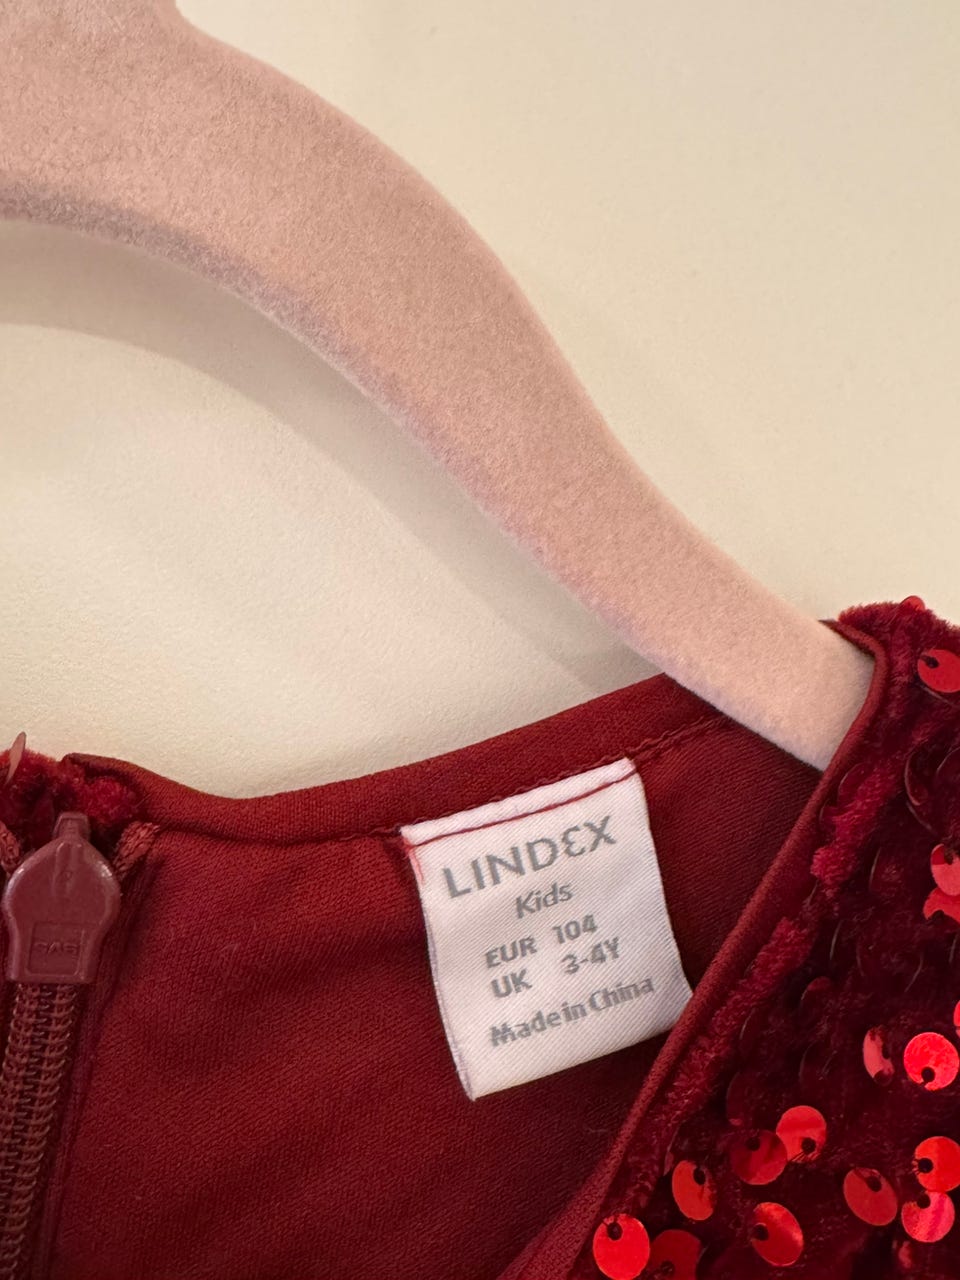 LINDEX
Kids
EUR 104
UK 3-4Y
Made in China